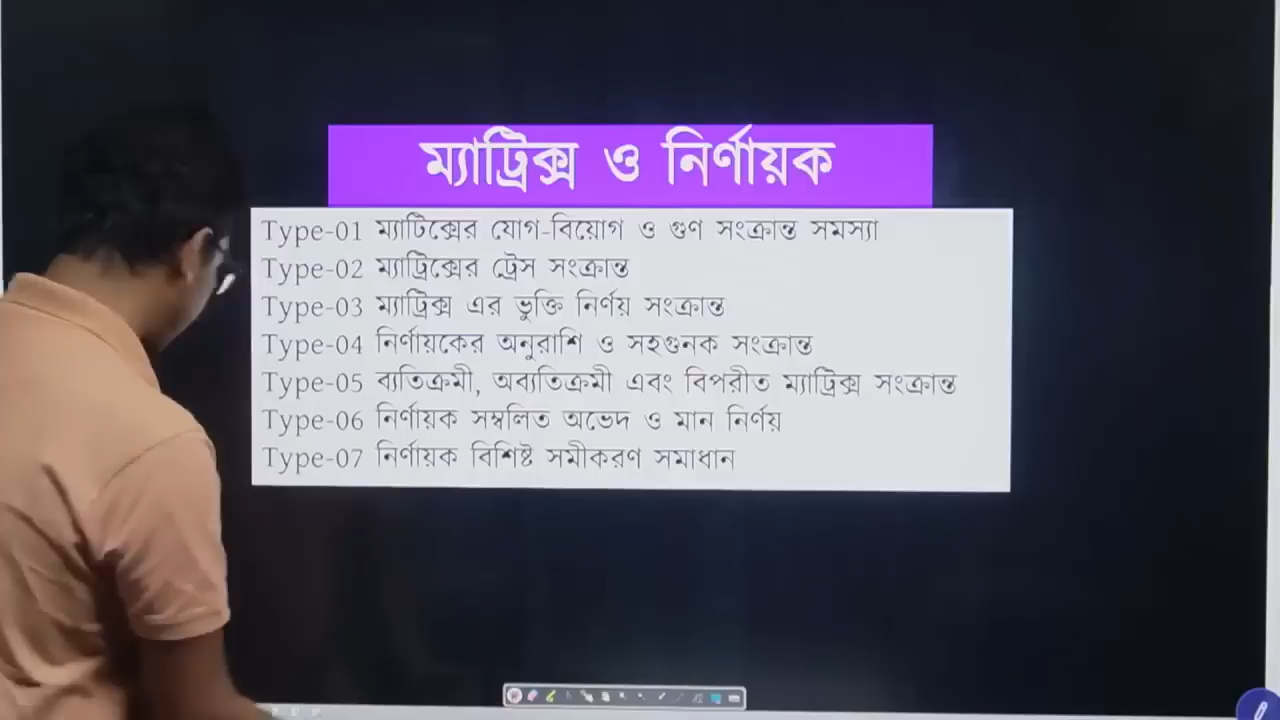 ম্যাট্রিক্স ও নির্ণায়ক
Type-01 ম্যাটিক্সের যোগ-বিয়োগ ও গুণ সংক্রান্ত সমস্যা
Type-02 ম্যাট্রিক্সের ট্রেস সংক্রান্ত
Type-03 ম্যাট্রিক্স এর ভুক্তি নির্ণয় সংক্রান্ত
Type-04 নির্ণায়কের অনুরাশি ও সহগুনক সংক্রান্ত
Type-05 ব্যতিক্রমী, অব্যতিক্রমী এবং বিপরীত ম্যাট্রিক্স সংক্রান্ত
Type-06 নির্ণায়ক সম্বলিত অভেদ ও মান নির্ণয়
Type-07 নির্ণায়ক বিশিষ্ট সমীকরণ সমাধান